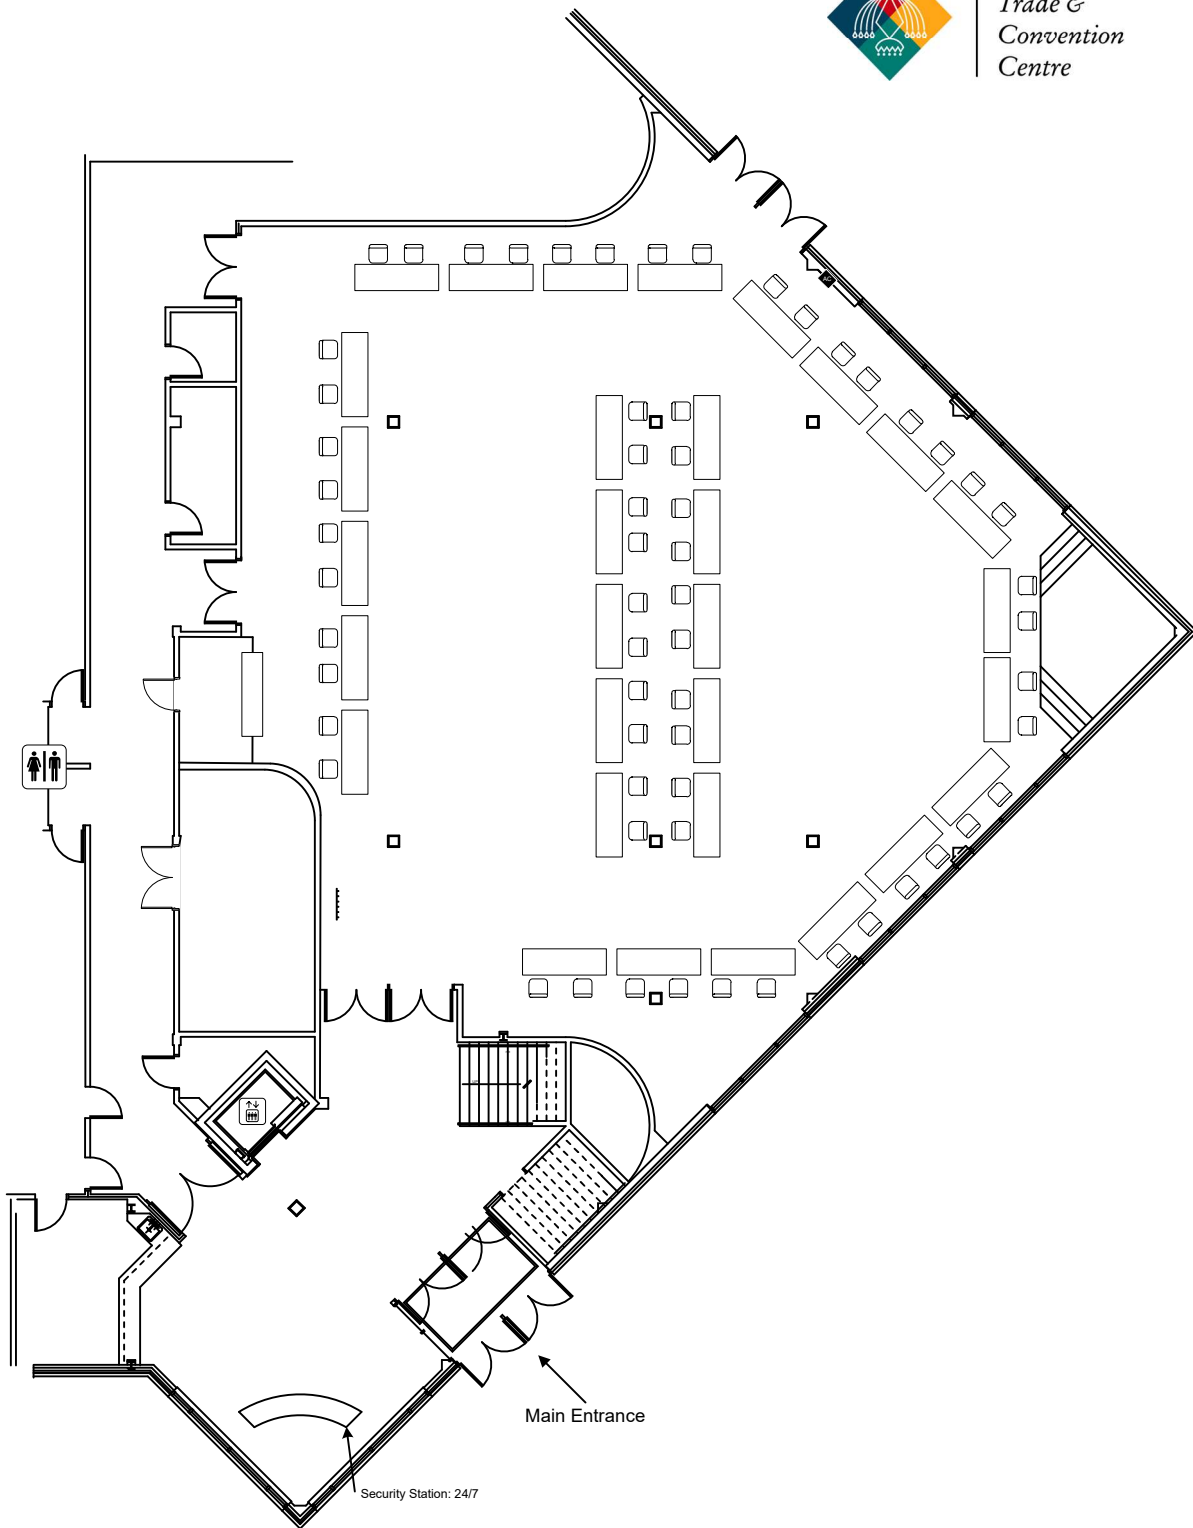 Trade &
Convention
Centre
Main Entrance
Security Station: 24/7